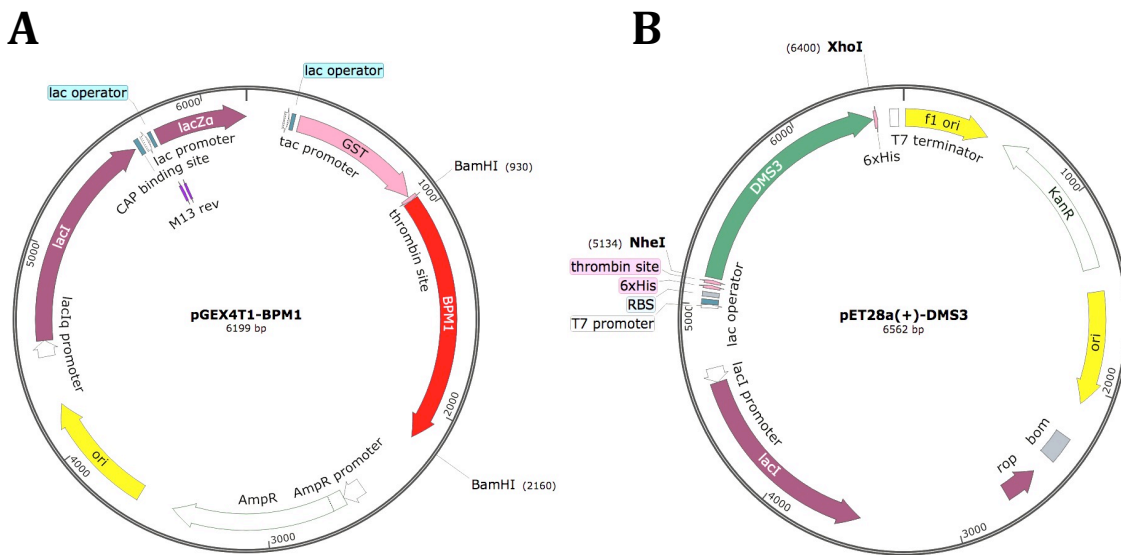 A
lac operator
lac operator
6000
lacZα
lac promoter
CAP binding site
M13 rev
tac promoter
GST
1000
BamHI (930)
thrombin site
BPM1
lacI
5000
lacIq promoter
pGEX4T1-BPM1
6199 bp
2000
BamHI (2160)
AmpR promoter
AmpR
3000
ori
4000
B
(6400) XhoI
6000
6xHis
T7 terminator
f1 ori
1000
KanR
DMS3
(5134) NheI
thrombin site
6xHis
RBS
T7 promoter
5000
lac operator
pET28a(+)-DMS3
6562 bp
ori
2000
bom
rop
3000
lacI promoter
lacI
4000